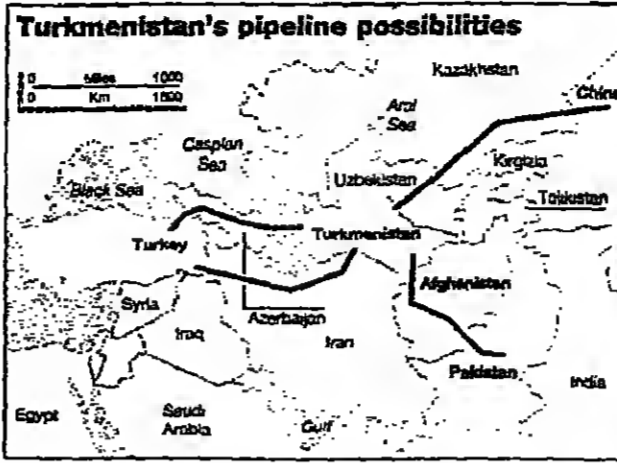 Turkmenistan's pipeline possibilities
0 Miles 1000
0 Km 1600
Kazakhstan
China
Aral
Sea
Caspian
Sea
Kirgizia
Black Sea
Uzbekistan
Turkey
Turkmenistan
Afghanistan
Syria
Azerbaijan
Iraq
Iran
Pakistan
India
Egypt
Saudi
Arabia
Gulf